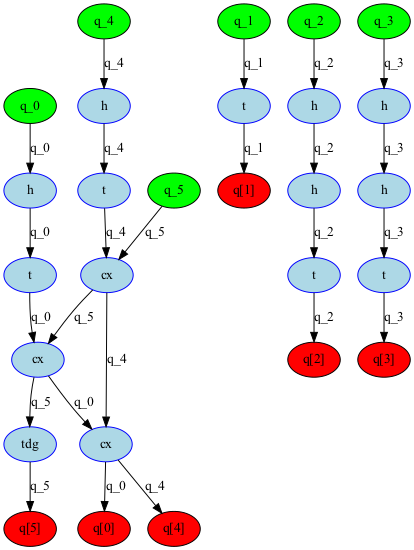 q_4 q_1 q_2 q_3
q_4 q_1 q_2 q_3
q_0 h t h h
q_0 q_4 q_1 q_2 q_3
h t q_5 q[1] h h
q_0 q_4 q_5 q_2 q_3
t cx t t
q_0 q_5 q_4 q_2 q_3
cx q[2] q[3]
q_5 q_0
tdg cx
q_5 q_0 q_4
q[5] q[0] q[4]